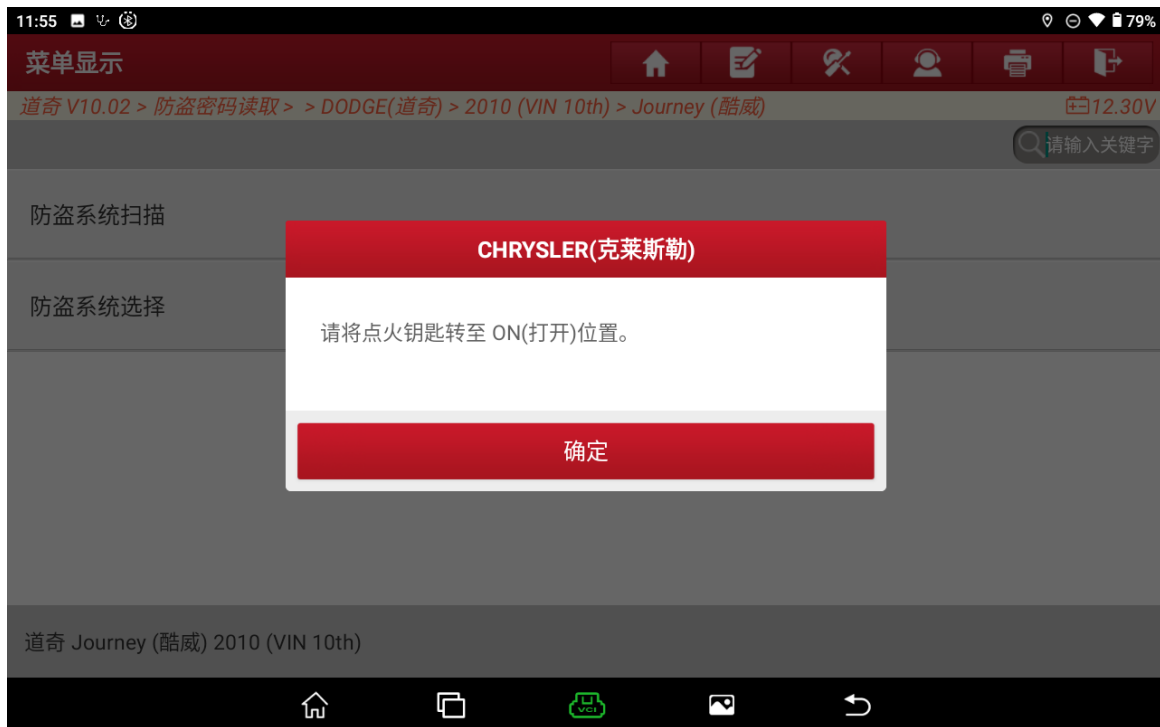 11:55
79%
菜单显示
道奇 V10.02 > 防盗密码读取 > > DODGE(道奇) > 2010 (VIN 10th) > Journey (酷威)
12.30V
请输入关键字
防盗系统扫描
防盗系统选择
CHRYSLER(克莱斯勒)
请将点火钥匙转至 ON(打开)位置。
确定
道奇 Journey (酷威) 2010 (VIN 10th)
VCI